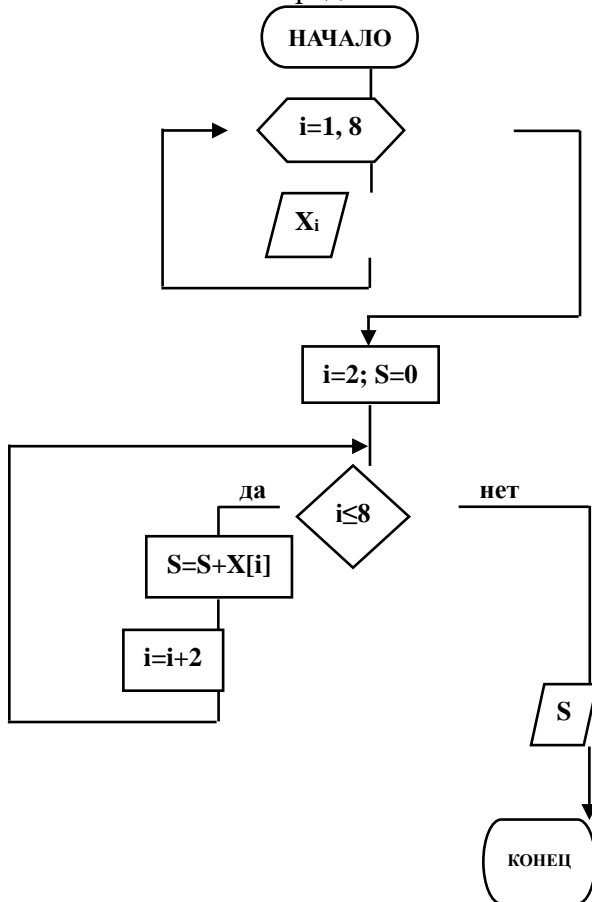 НАЧАЛО
i=1, 8
Xi
i=2; S=0
да
нет
i≤8
S=S+X[i]
i=i+2
S
КОНЕЦ